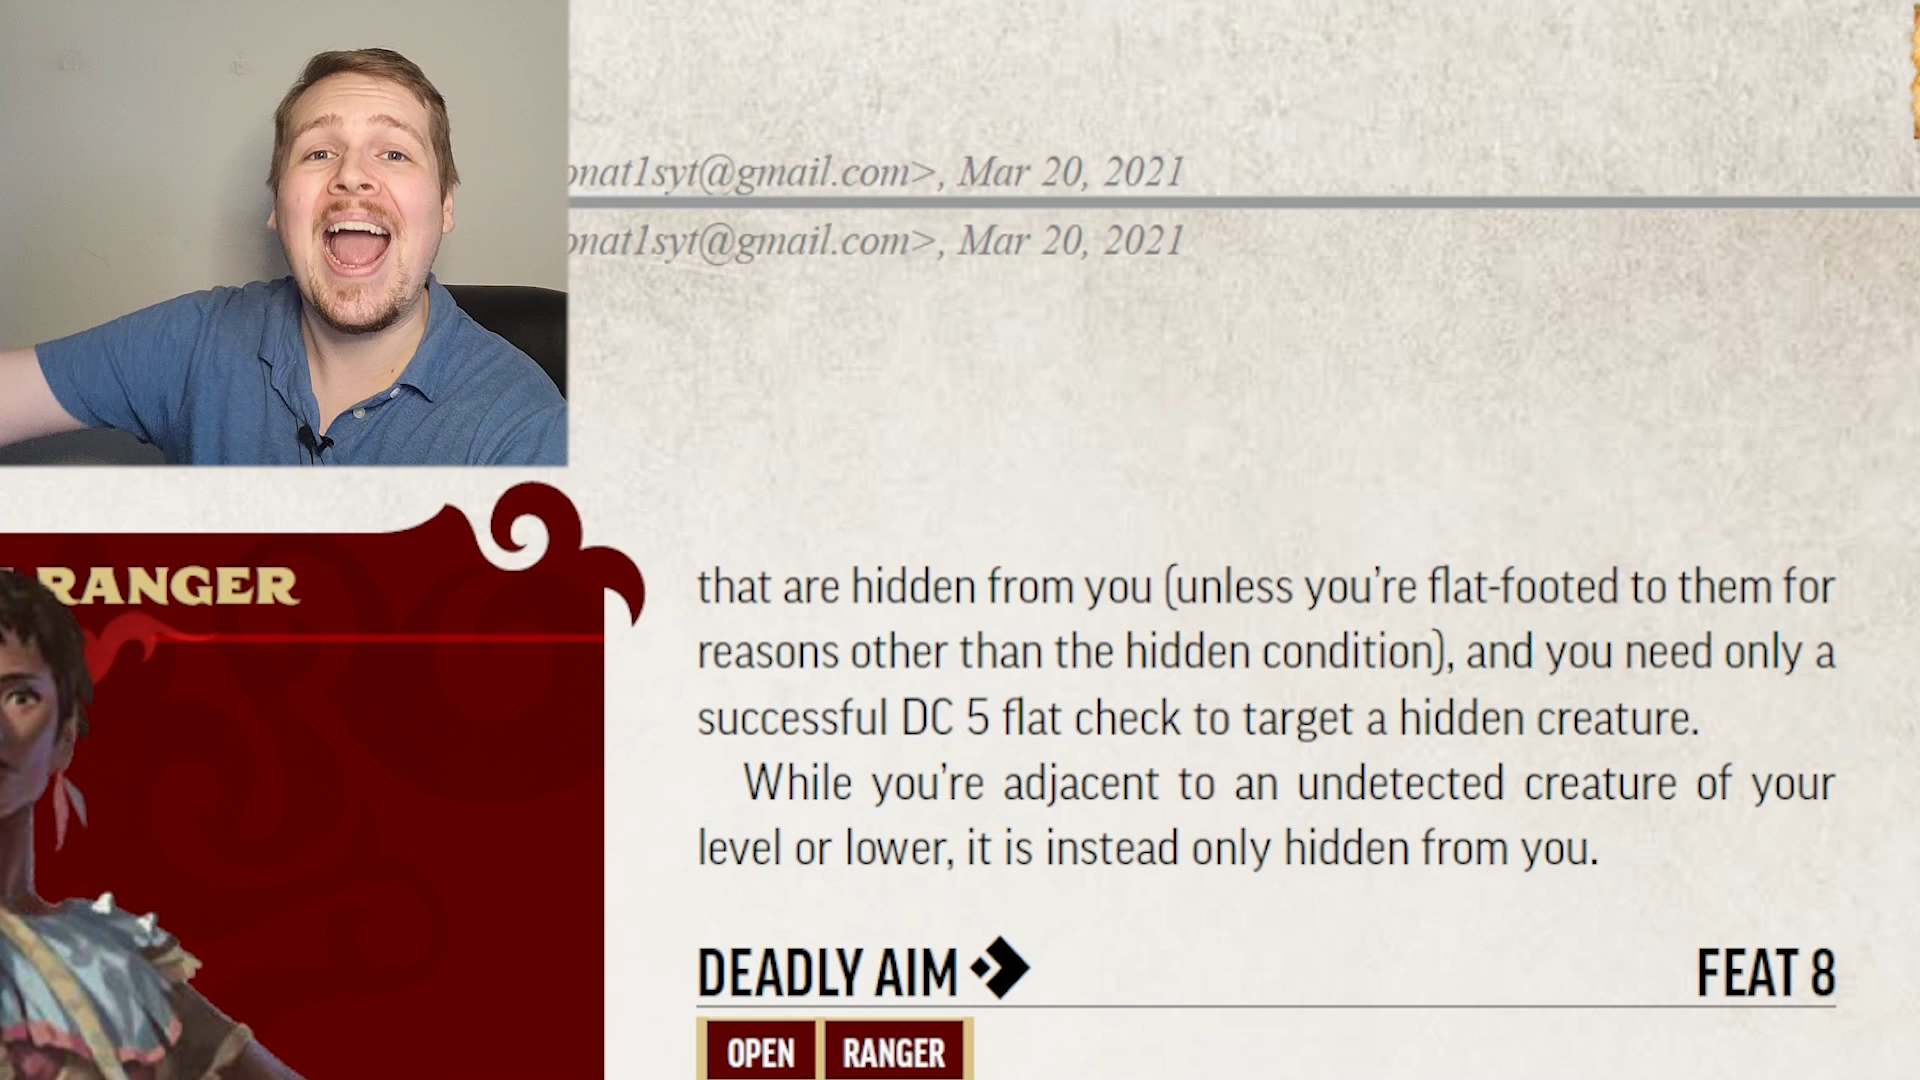 onat1syt@gmail.com>, Mar 20, 2021
onat1syt@gmail.com>, Mar 20, 2021
RANGER
that are hidden from you (unless you’re flat-footed to them for
reasons other than the hidden condition), and you need only a
successful DC 5 flat check to target a hidden creature.
While you’re adjacent to an undetected creature of your
level or lower, it is instead only hidden from you.
DEADLY AIM FEAT 8
OPEN RANGER